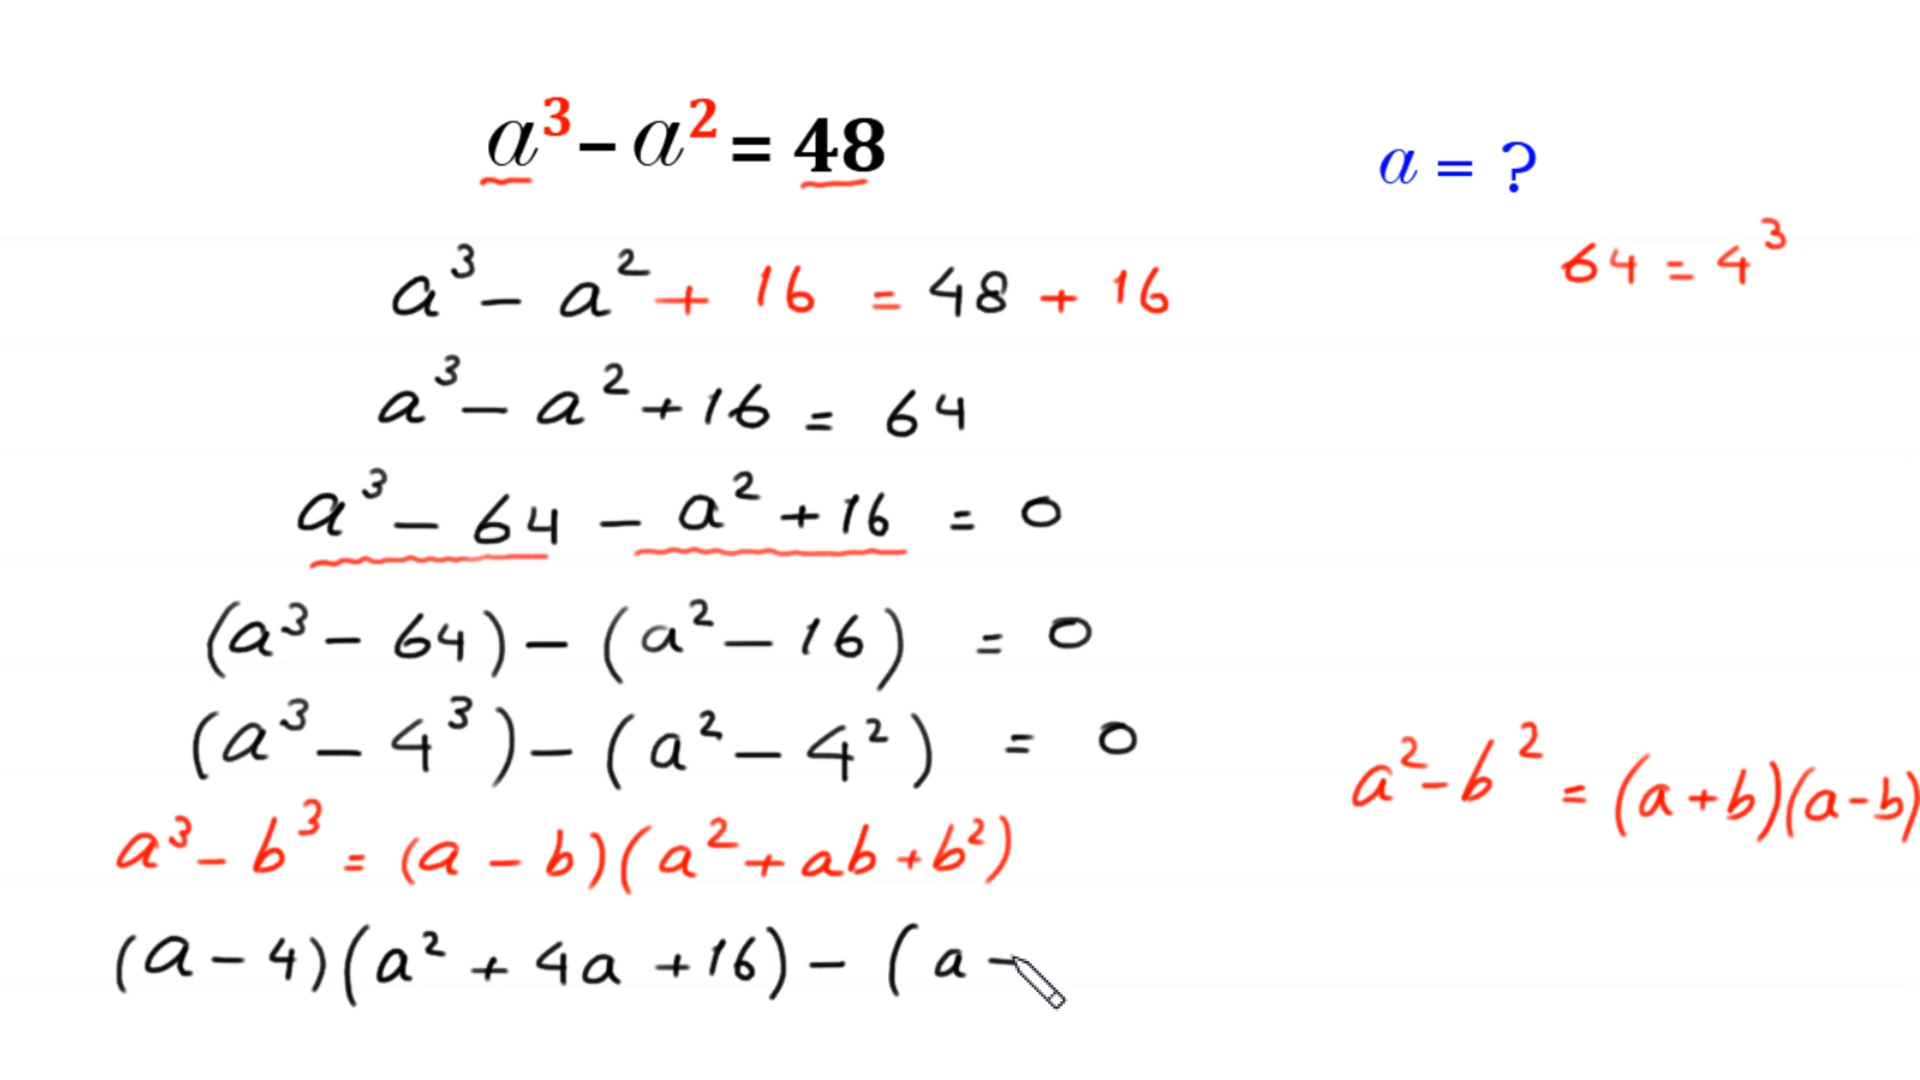 a³ – a² = 48
a = ?
64 = 4³
a³ – a² + 16 = 48 + 16
a³ – a² + 16 = 64
a³ – 64 – a² + 16 = 0
(a³ – 64) – (a² – 16) = 0
(a³ – 4³) – (a² – 4²) = 0
a² – b² = (a + b)(a – b)
a³ – b³ = (a – b)(a² + ab + b²)
(a – 4)(a² + 4a + 16) – (a –